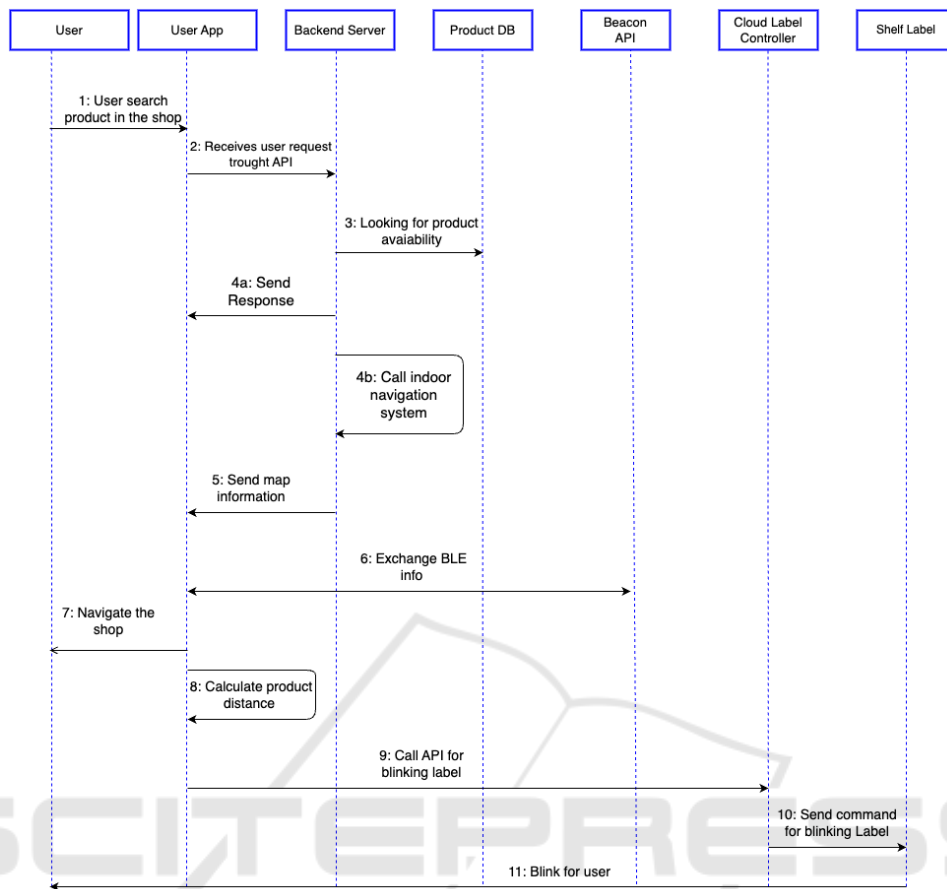 User
User App
Backend Server
Product DB
Beacon
API
Cloud Label
Controller
Shelf Label
1: User search
product in the shop
2: Receives user request
trought API
3: Looking for product
avaiability
4a: Send
Response
4b: Call indoor
navigation
system
5: Send map
information
6: Exchange BLE
info
7: Navigate the
shop
8: Calculate product
distance
9: Call API for
blinking label
10: Send command
for blinking Label
11: Blink for user
SCITEPRESS